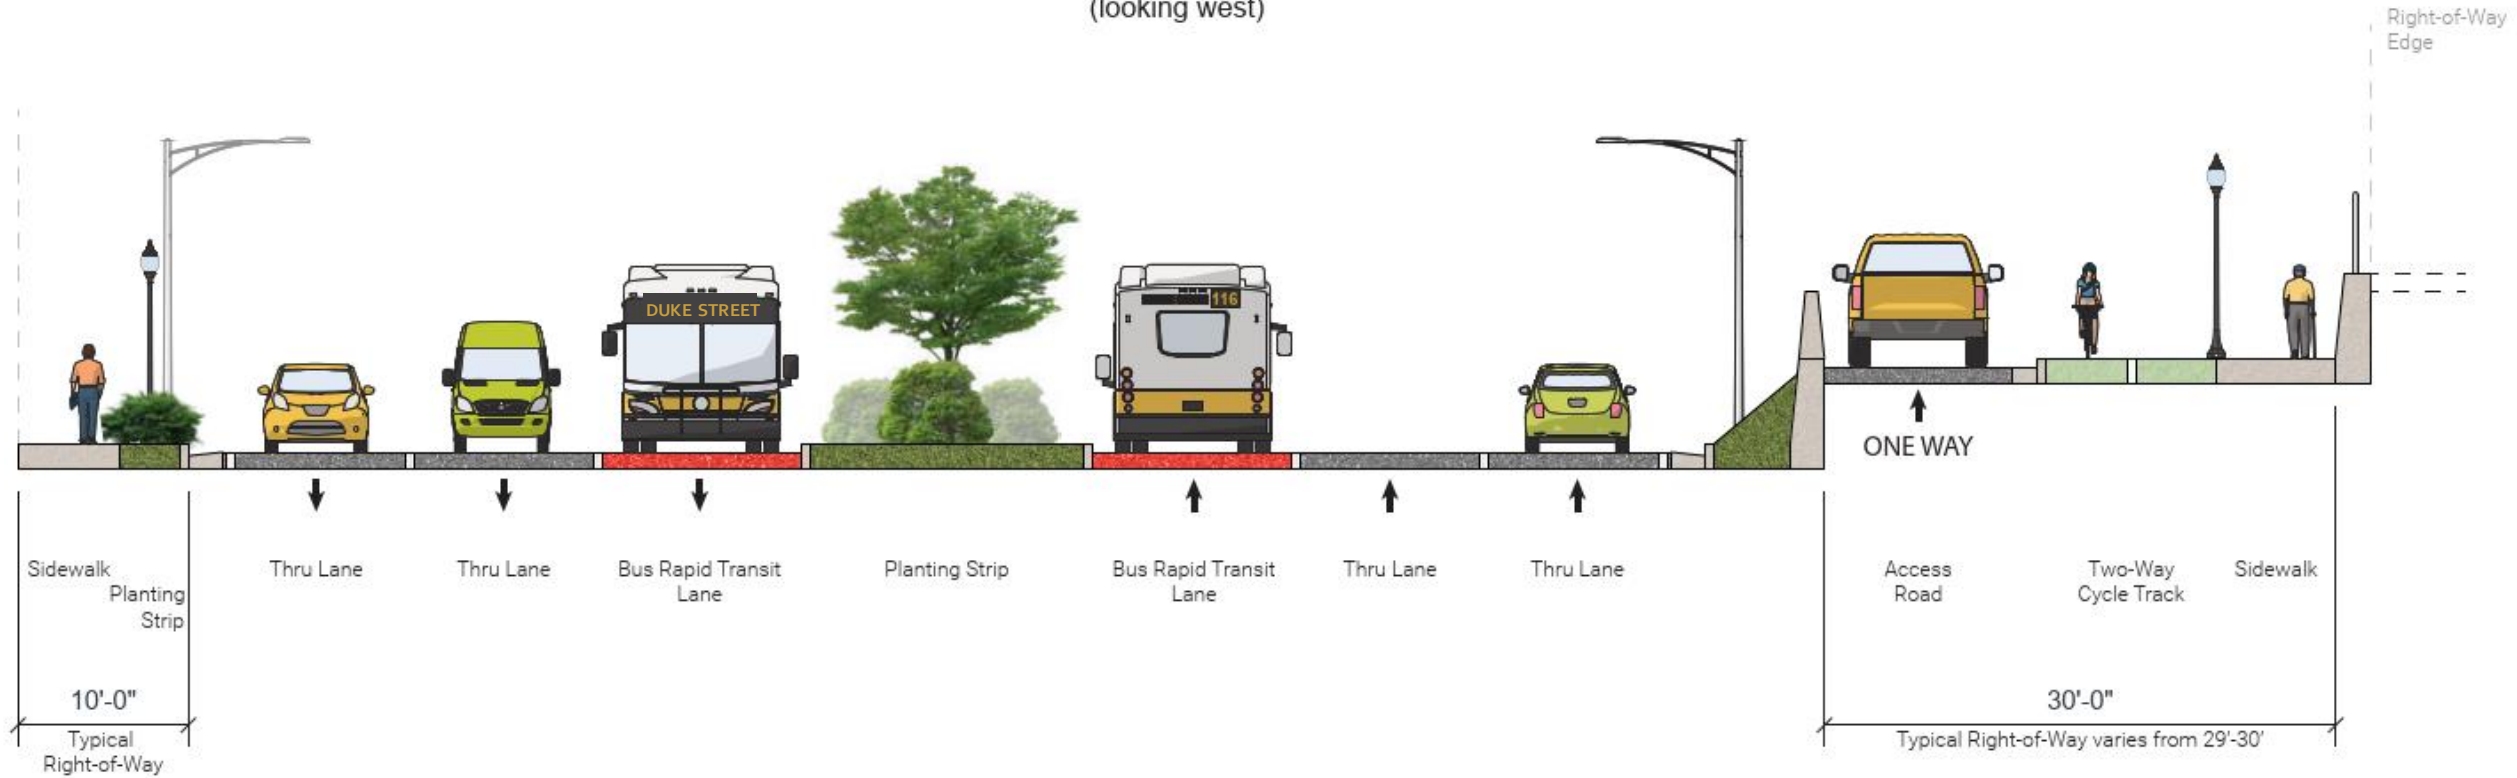 (looking west)
Right-of-Way
Edge
DUKE STREET
116
ONE WAY
Sidewalk
Planting
Strip
Thru Lane
Thru Lane
Bus Rapid Transit
Lane
Planting Strip
Bus Rapid Transit
Lane
Thru Lane
Thru Lane
Access
Road
Two-Way
Cycle Track
Sidewalk
10'-0"
Typical
Right-of-Way
30'-0"
Typical Right-of-Way varies from 29'-30'